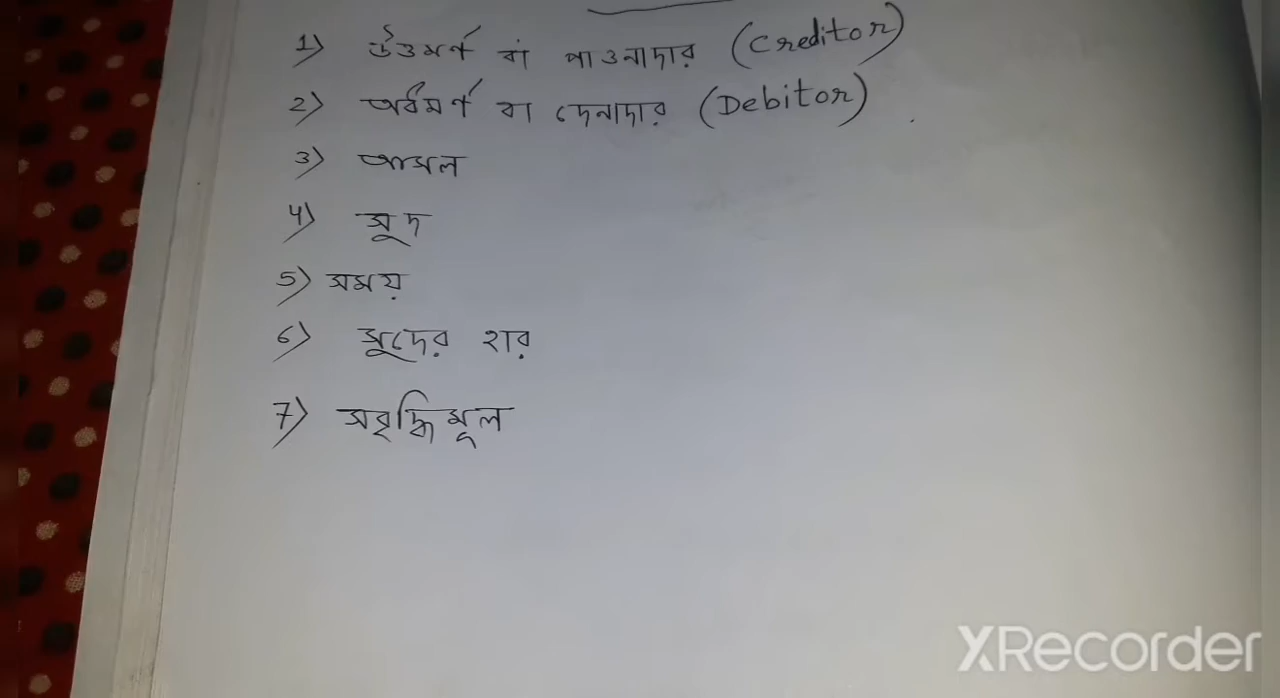 1) উত্তমর্ণ বা পাওনাদার (Creditor)
2) অধমর্ণ বা দেনাদার (Debitor)
3) আসল
4) সুদ
5) সময়
6) সুদের হার
7) সবৃদ্ধিমূল
XRecorder